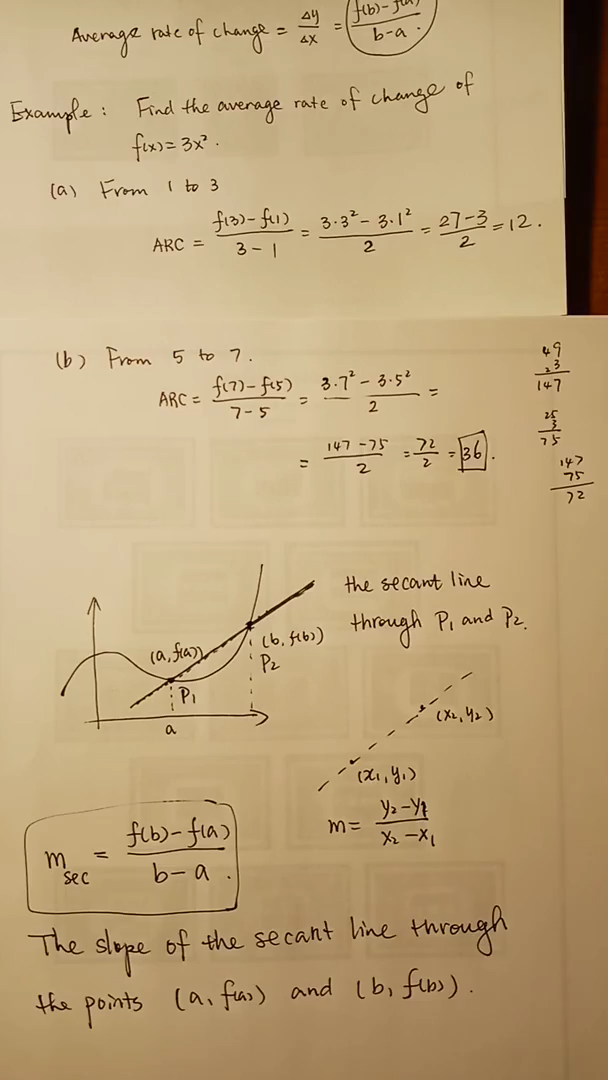 Average rate of change = Δy/Δx = f(b)-f(a)/b-a.
Example: Find the average rate of change of
f(x)=3x².
(a) From 1 to 3
ARC = f(3)-f(1)/3-1 = 3·3²-3·1²/2 = 27-3/2 = 12.
(b) From 5 to 7.
ARC = f(7)-f(5)/7-5 = 3·7²-3·5²/2 =
= 147-75/2 = 72/2 = 36.
49
23
147
25
3
75
147
75
72
the secant line
through P₁ and P₂.
(a, f(a))
(b, f(b))
P₁
P₂
a
(x₂, y₂)
(x₁, y₁)
m = y₂-y₁/x₂-x₁
m sec = f(b)-f(a)/b-a.
The slope of the secant line through
the points (a, f(a)) and (b, f(b)).